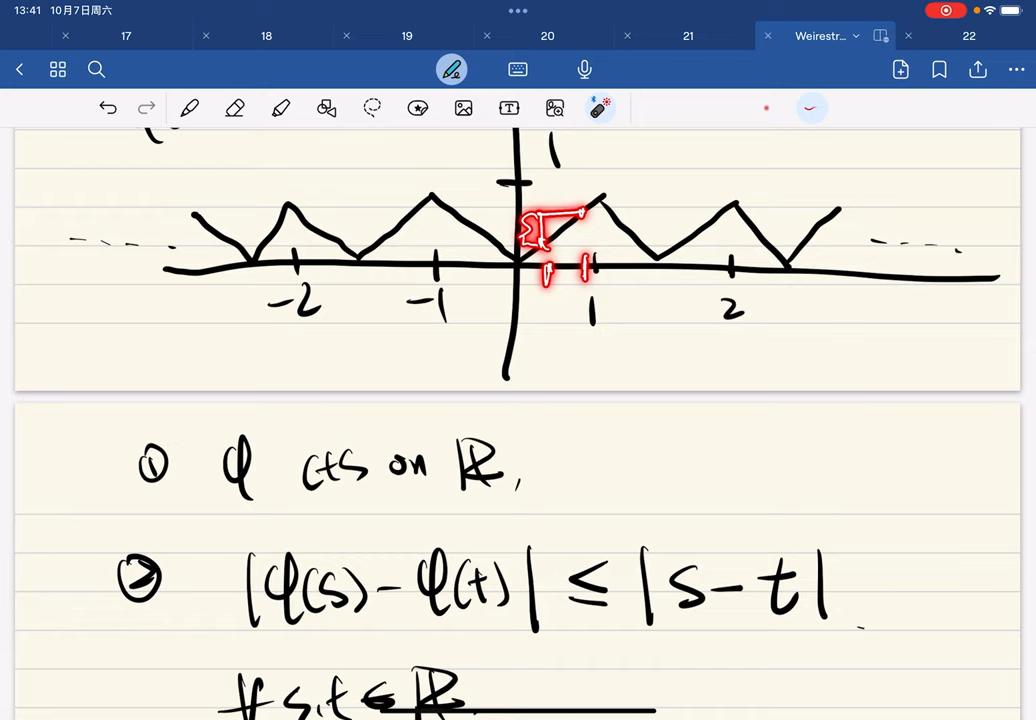 13:41 10月7日周六
17 18 19 20 21 Weirestr... 22
1
-2 -1 1 2
① φ cts on ℝ,
② |φ(s)-φ(t)| ≤ |s-t|.
∀ s,t ∈ ℝ